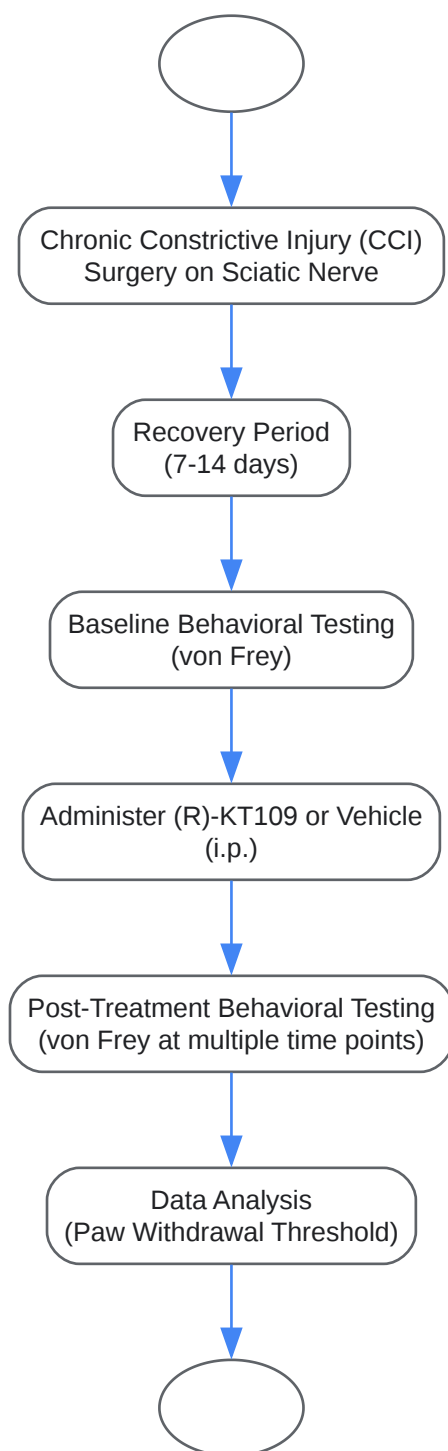 Chronic Constrictive Injury (CCI)
Surgery on Sciatic Nerve
Recovery Period
(7-14 days)
Baseline Behavioral Testing
(von Frey)
Administer (R)-KT109 or Vehicle
(i.p.)
Post-Treatment Behavioral Testing
(von Frey at multiple time points)
Data Analysis
(Paw Withdrawal Threshold)